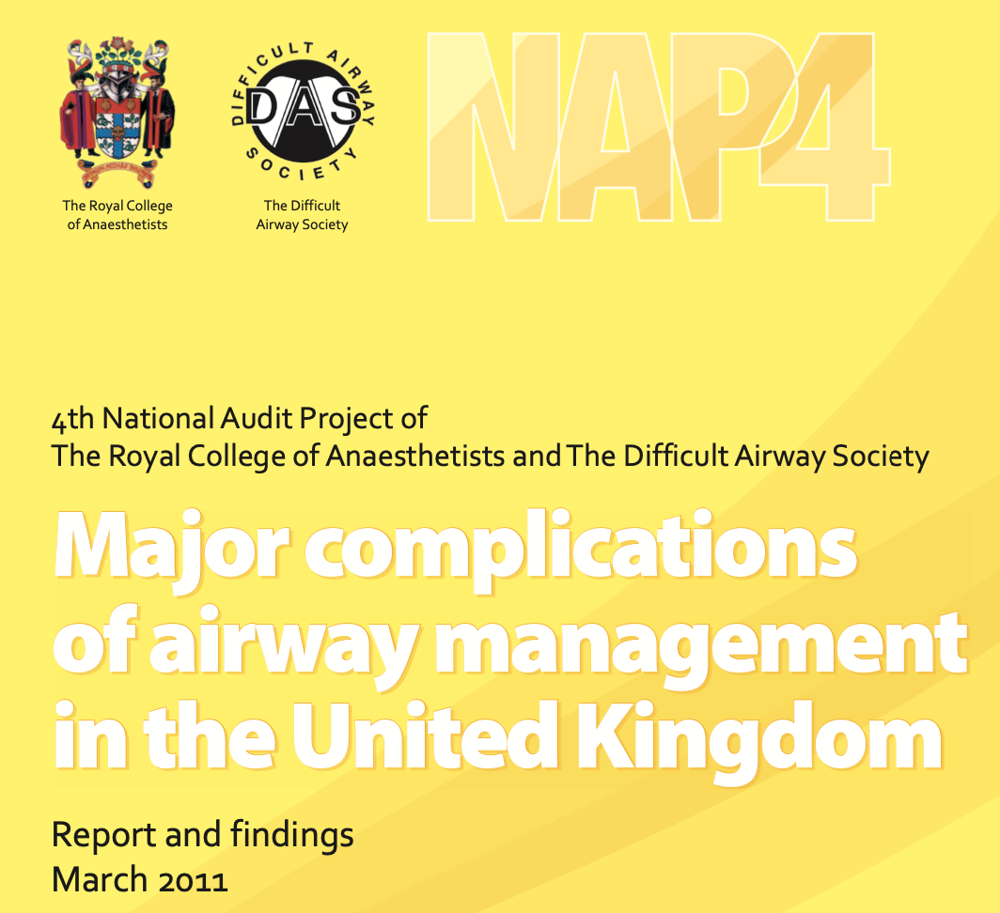 DIFFICULT AIRWAY
DAS
SOCIETY
NAP4
The Royal College
of Anaesthetists
The Difficult
Airway Society
4th National Audit Project of
The Royal College of Anaesthetists and The Difficult Airway Society
Major complications
of airway management
in the United Kingdom
Report and findings
March 2011